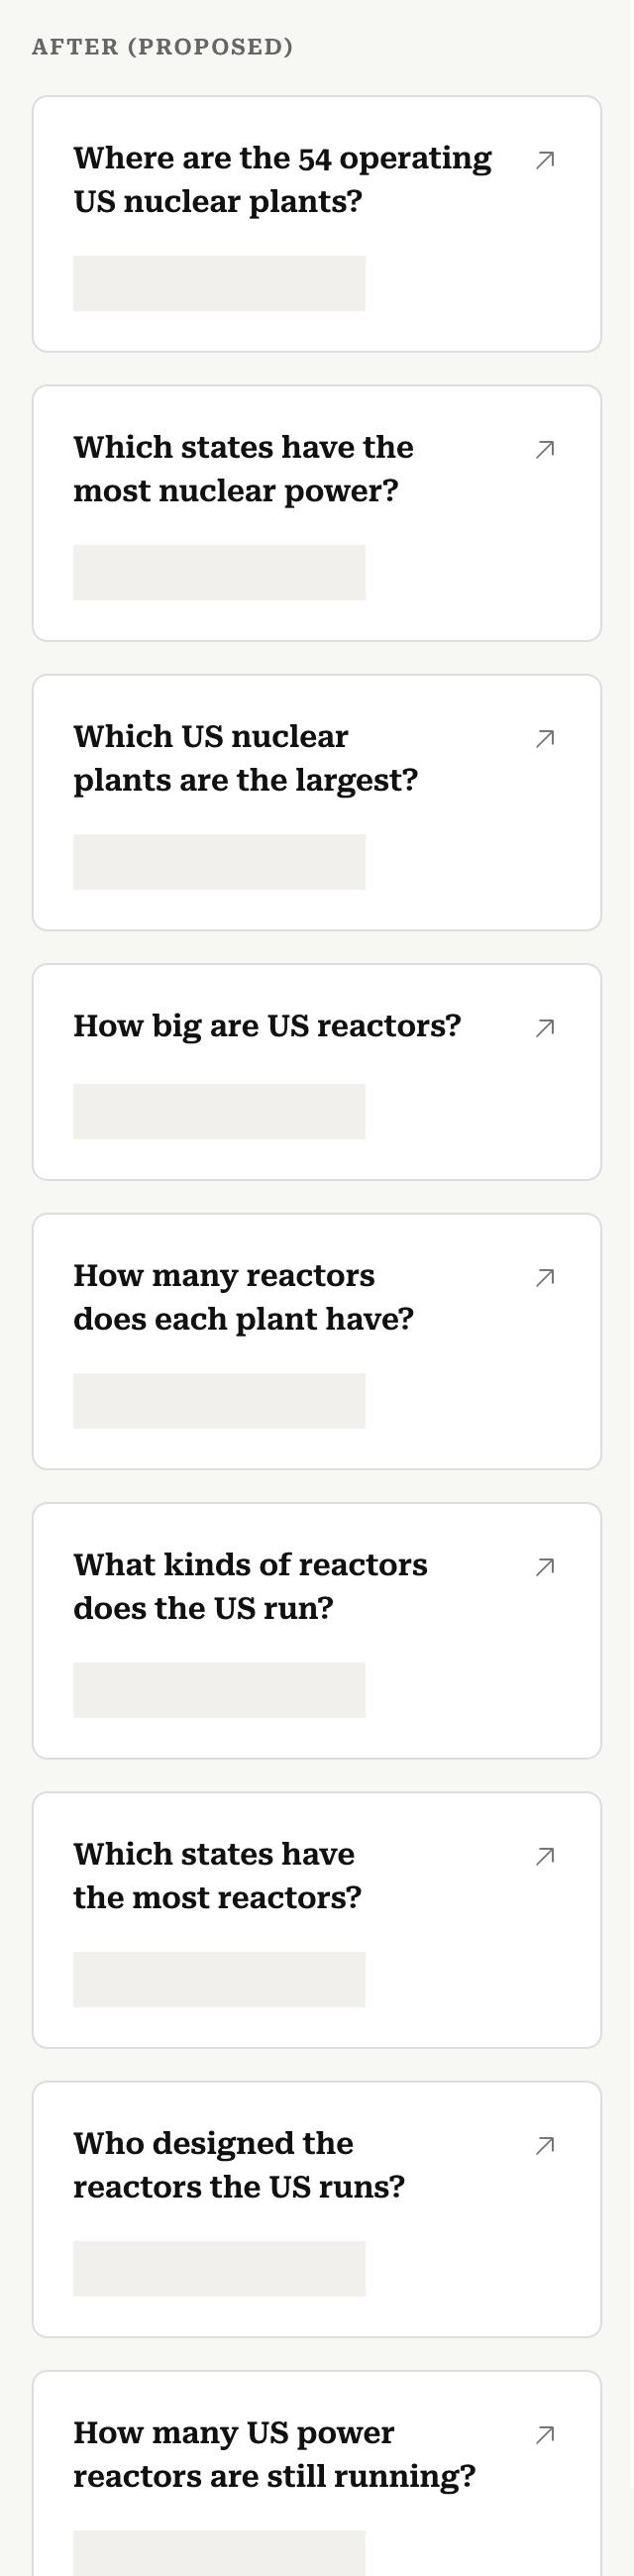 AFTER (PROPOSED)
Where are the 54 operating
US nuclear plants?
Which states have the
most nuclear power?
Which US nuclear
plants are the largest?
How big are US reactors?
How many reactors
does each plant have?
What kinds of reactors
does the US run?
Which states have
the most reactors?
Who designed the
reactors the US runs?
How many US power
reactors are still running?